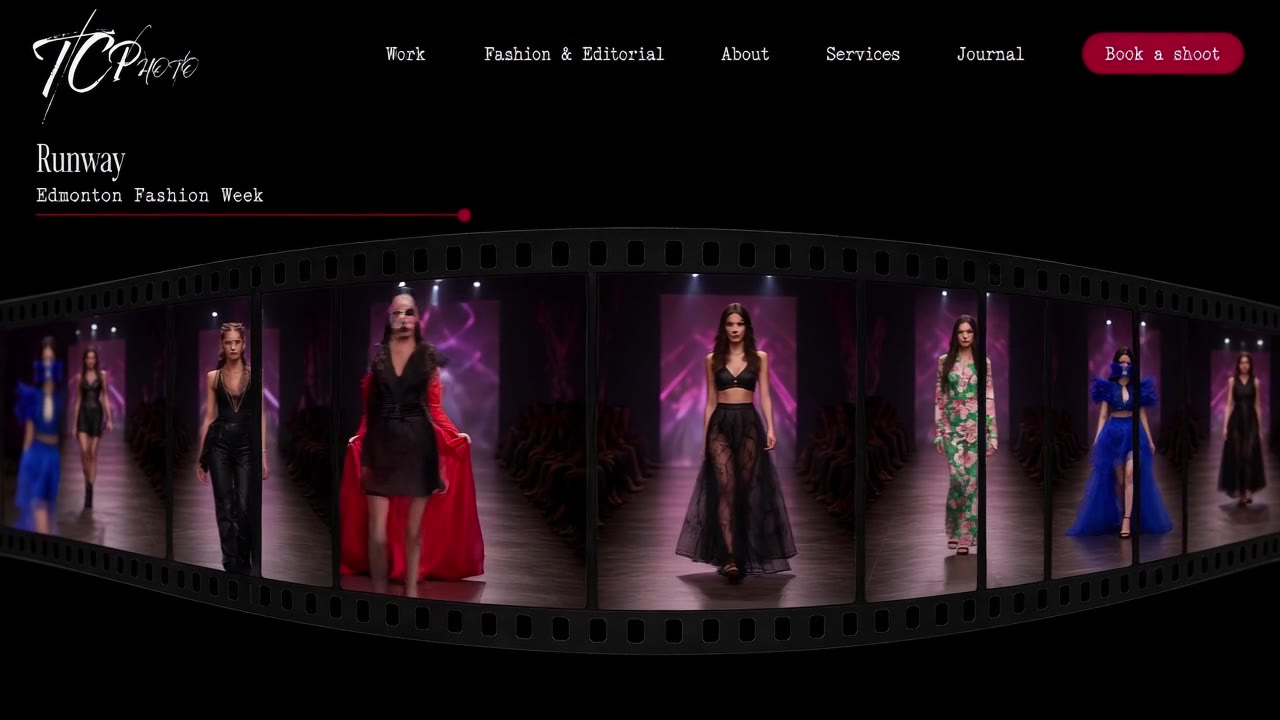 TCPHOTO
Work
Fashion & Editorial
About
Services
Journal
Book a shoot
Runway
Edmonton Fashion Week